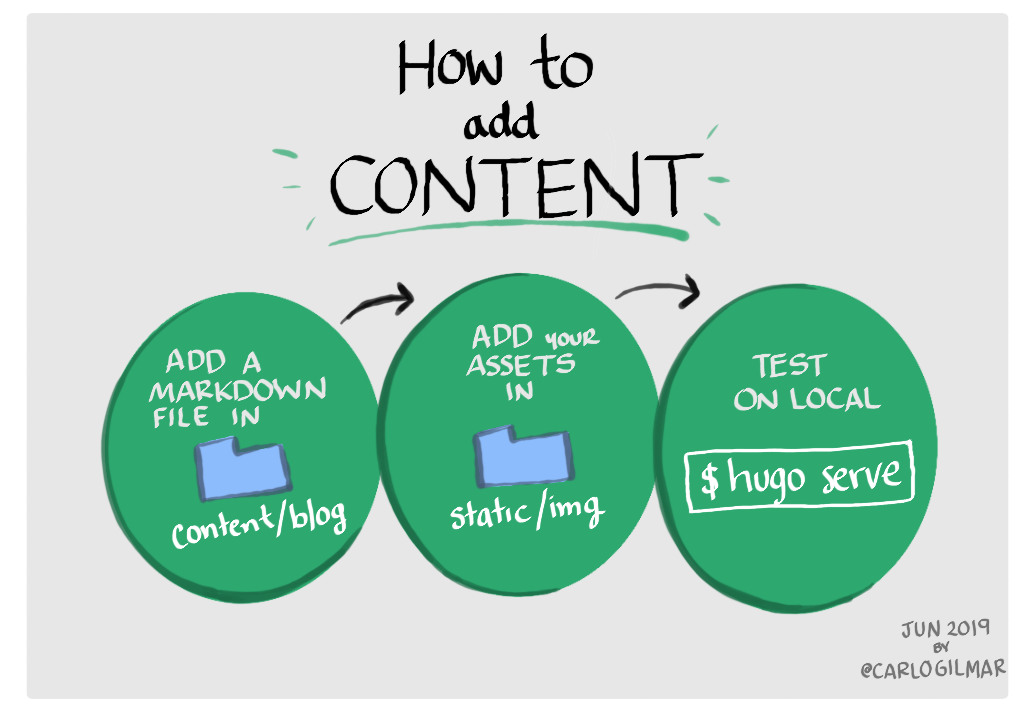 How to
add
CONTENT
ADD A
MARKDOWN
FILE IN
content/blog
ADD YOUR
ASSETS
IN
static/img
TEST
ON LOCAL
$ hugo serve
JUN 2019
BY
@CARLOGILMAR